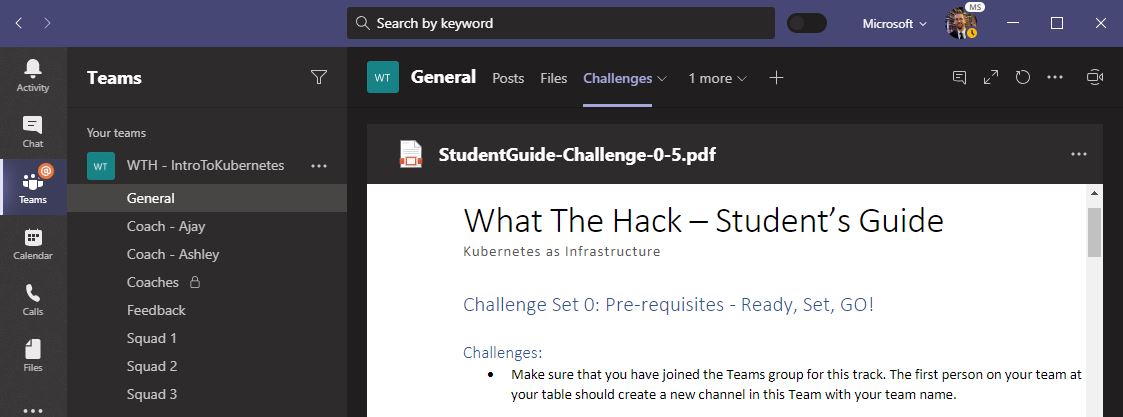 Search by keyword
Microsoft
MS
Activity
Chat
Teams
Calendar
Calls
Files
Teams
Your teams
WT
WTH - IntroToKubernetes
General
Coach - Ajay
Coach - Ashley
Coaches
Feedback
Squad 1
Squad 2
Squad 3
WT
General Posts Files Challenges 1 more
StudentGuide-Challenge-0-5.pdf
What The Hack – Student’s Guide
Kubernetes as Infrastructure
Challenge Set 0: Pre-requisites - Ready, Set, GO!
Challenges:
• Make sure that you have joined the Teams group for this track. The first person on your team at
your table should create a new channel in this Team with your team name.